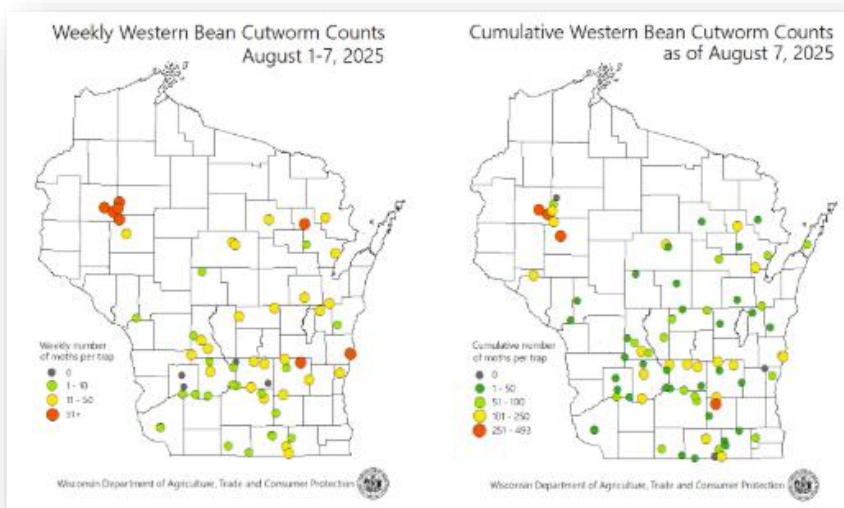 Weekly Western Bean Cutworm Counts
August 1-7, 2025
Weekly number
of moths per trap
0
1 - 10
11 - 50
51+
Wisconsin Department of Agriculture, Trade and Consumer Protection
Cumulative Western Bean Cutworm Counts
as of August 7, 2025
Cumulative number
of moths per trap
0
1 - 50
51 - 100
101 - 250
251 - 493
Wisconsin Department of Agriculture, Trade and Consumer Protection